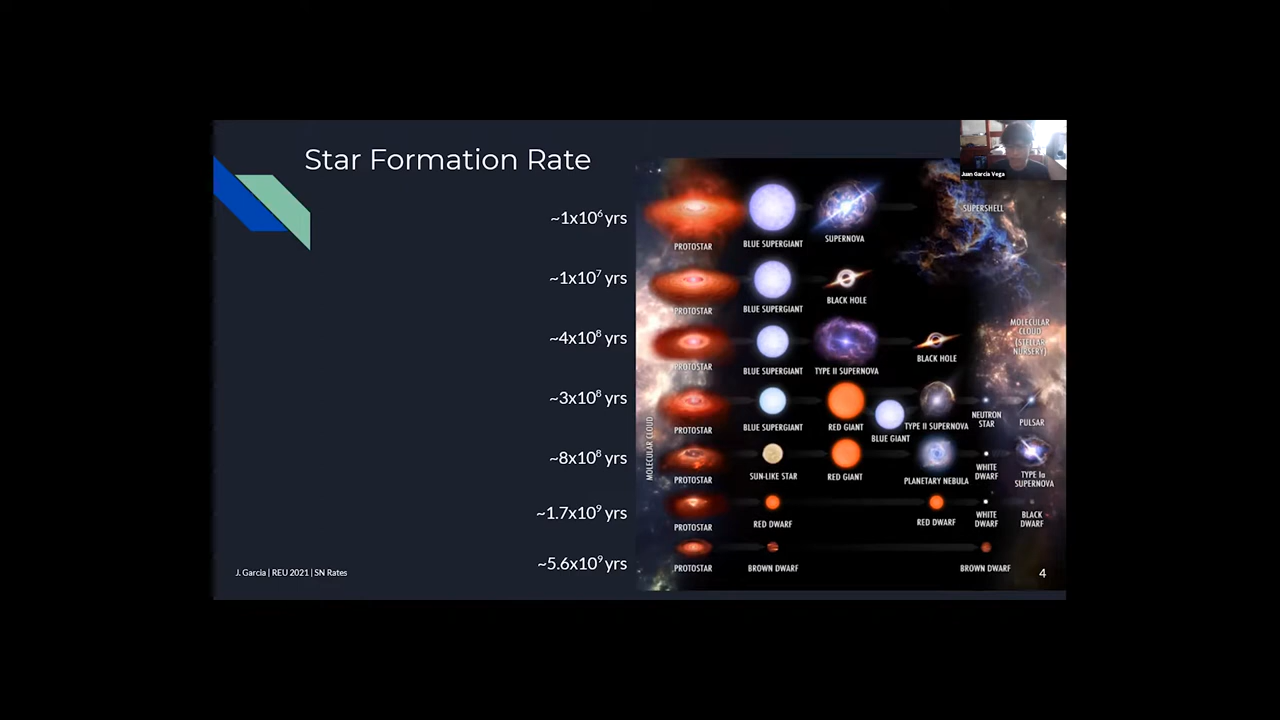 Star Formation Rate
Juan Garcia Vega
~1x10⁶ yrs
PROTOSTAR
BLUE SUPERGIANT
SUPERNOVA
SUPERSHELL
~1x10⁷ yrs
PROTOSTAR
BLUE SUPERGIANT
BLACK HOLE
~4x10⁸ yrs
PROTOSTAR
BLUE SUPERGIANT
TYPE II SUPERNOVA
BLACK HOLE
MOLECULAR
CLOUD
(STELLAR
NURSERY)
~3x10⁸ yrs
PROTOSTAR
BLUE SUPERGIANT
RED GIANT
BLUE GIANT
TYPE II SUPERNOVA
NEUTRON
STAR
PULSAR
MOLECULAR CLOUD
~8x10⁸ yrs
PROTOSTAR
SUN-LIKE STAR
RED GIANT
PLANETARY NEBULA
WHITE
DWARF
TYPE Ia
SUPERNOVA
~1.7x10⁹ yrs
PROTOSTAR
RED DWARF
RED DWARF
WHITE
DWARF
BLACK
DWARF
~5.6x10⁹ yrs
PROTOSTAR
BROWN DWARF
BROWN DWARF
J. Garcia | REU 2021 | SN Rates
4